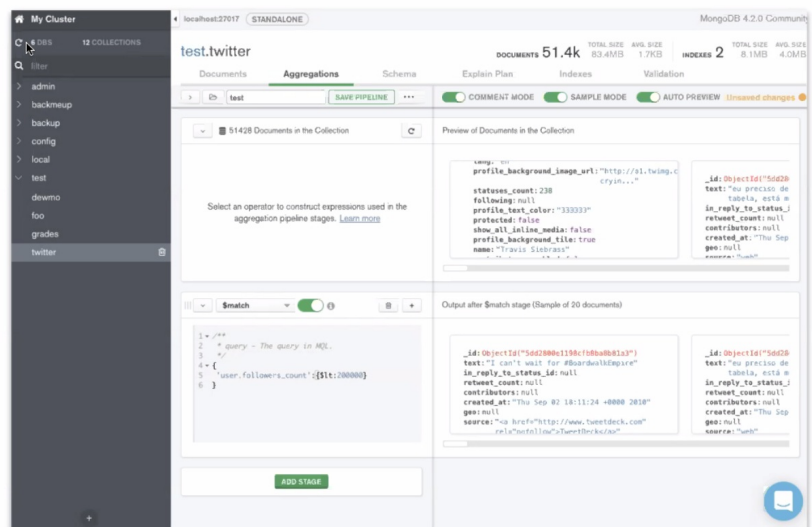 My Cluster
6 DBS 12 COLLECTIONS
filter
admin
backmeup
backup
config
local
test
dewmo
foo
grades
twitter
localhost:27017 STANDALONE
MongoDB 4.2.0 Community
test.twitter
DOCUMENTS 51.4k TOTAL SIZE 83.4MB AVG. SIZE 1.7KB INDEXES 2 TOTAL SIZE 8.1MB AVG. SIZE 4.0MB
Documents Aggregations Schema Explain Plan Indexes Validation
test SAVE PIPELINE ... COMMENT MODE SAMPLE MODE AUTO PREVIEW Unsaved changes
51428 Documents in the Collection
Select an operator to construct expressions used in the
aggregation pipeline stages. Learn more
Preview of Documents in the Collection
lang: "en"
profile_background_image_url: "http://s1.twimg.c
cryin..."
statuses_count: 238
following: null
profile_text_color: "333333"
protected: false
show_all_inline_media: false
profile_background_tile: true
name: "Travis Siebrass"
_id: ObjectId("5dd28
text: "eu preciso de
tabela, está m
in_reply_to_status_i
retweet_count: null
contributors: null
created_at: "Thu Sep
geo: null
source: "web"
$match
1 /**
2 * query - The query in MQL.
3 */
4 {
5 'user.followers_count':{$lt:200000}
6 }
Output after $match stage (Sample of 20 documents)
_id: ObjectId("5dd2800e1198cfb8ba8b81a3")
text: "I can't wait for #BoardwalkEmpire"
in_reply_to_status_id: null
retweet_count: null
contributors: null
created_at: "Thu Sep 02 18:11:24 +0000 2010"
geo: null
source: "<a href="http://www.tweetdeck.com"
rel="nofollow">TweetDeck</a>"
_id: ObjectId("5dd28
text: "eu preciso de
tabela, está m
in_reply_to_status_i
retweet_count: null
contributors: null
created_at: "Thu Sep
geo: null
source: "web"
ADD STAGE